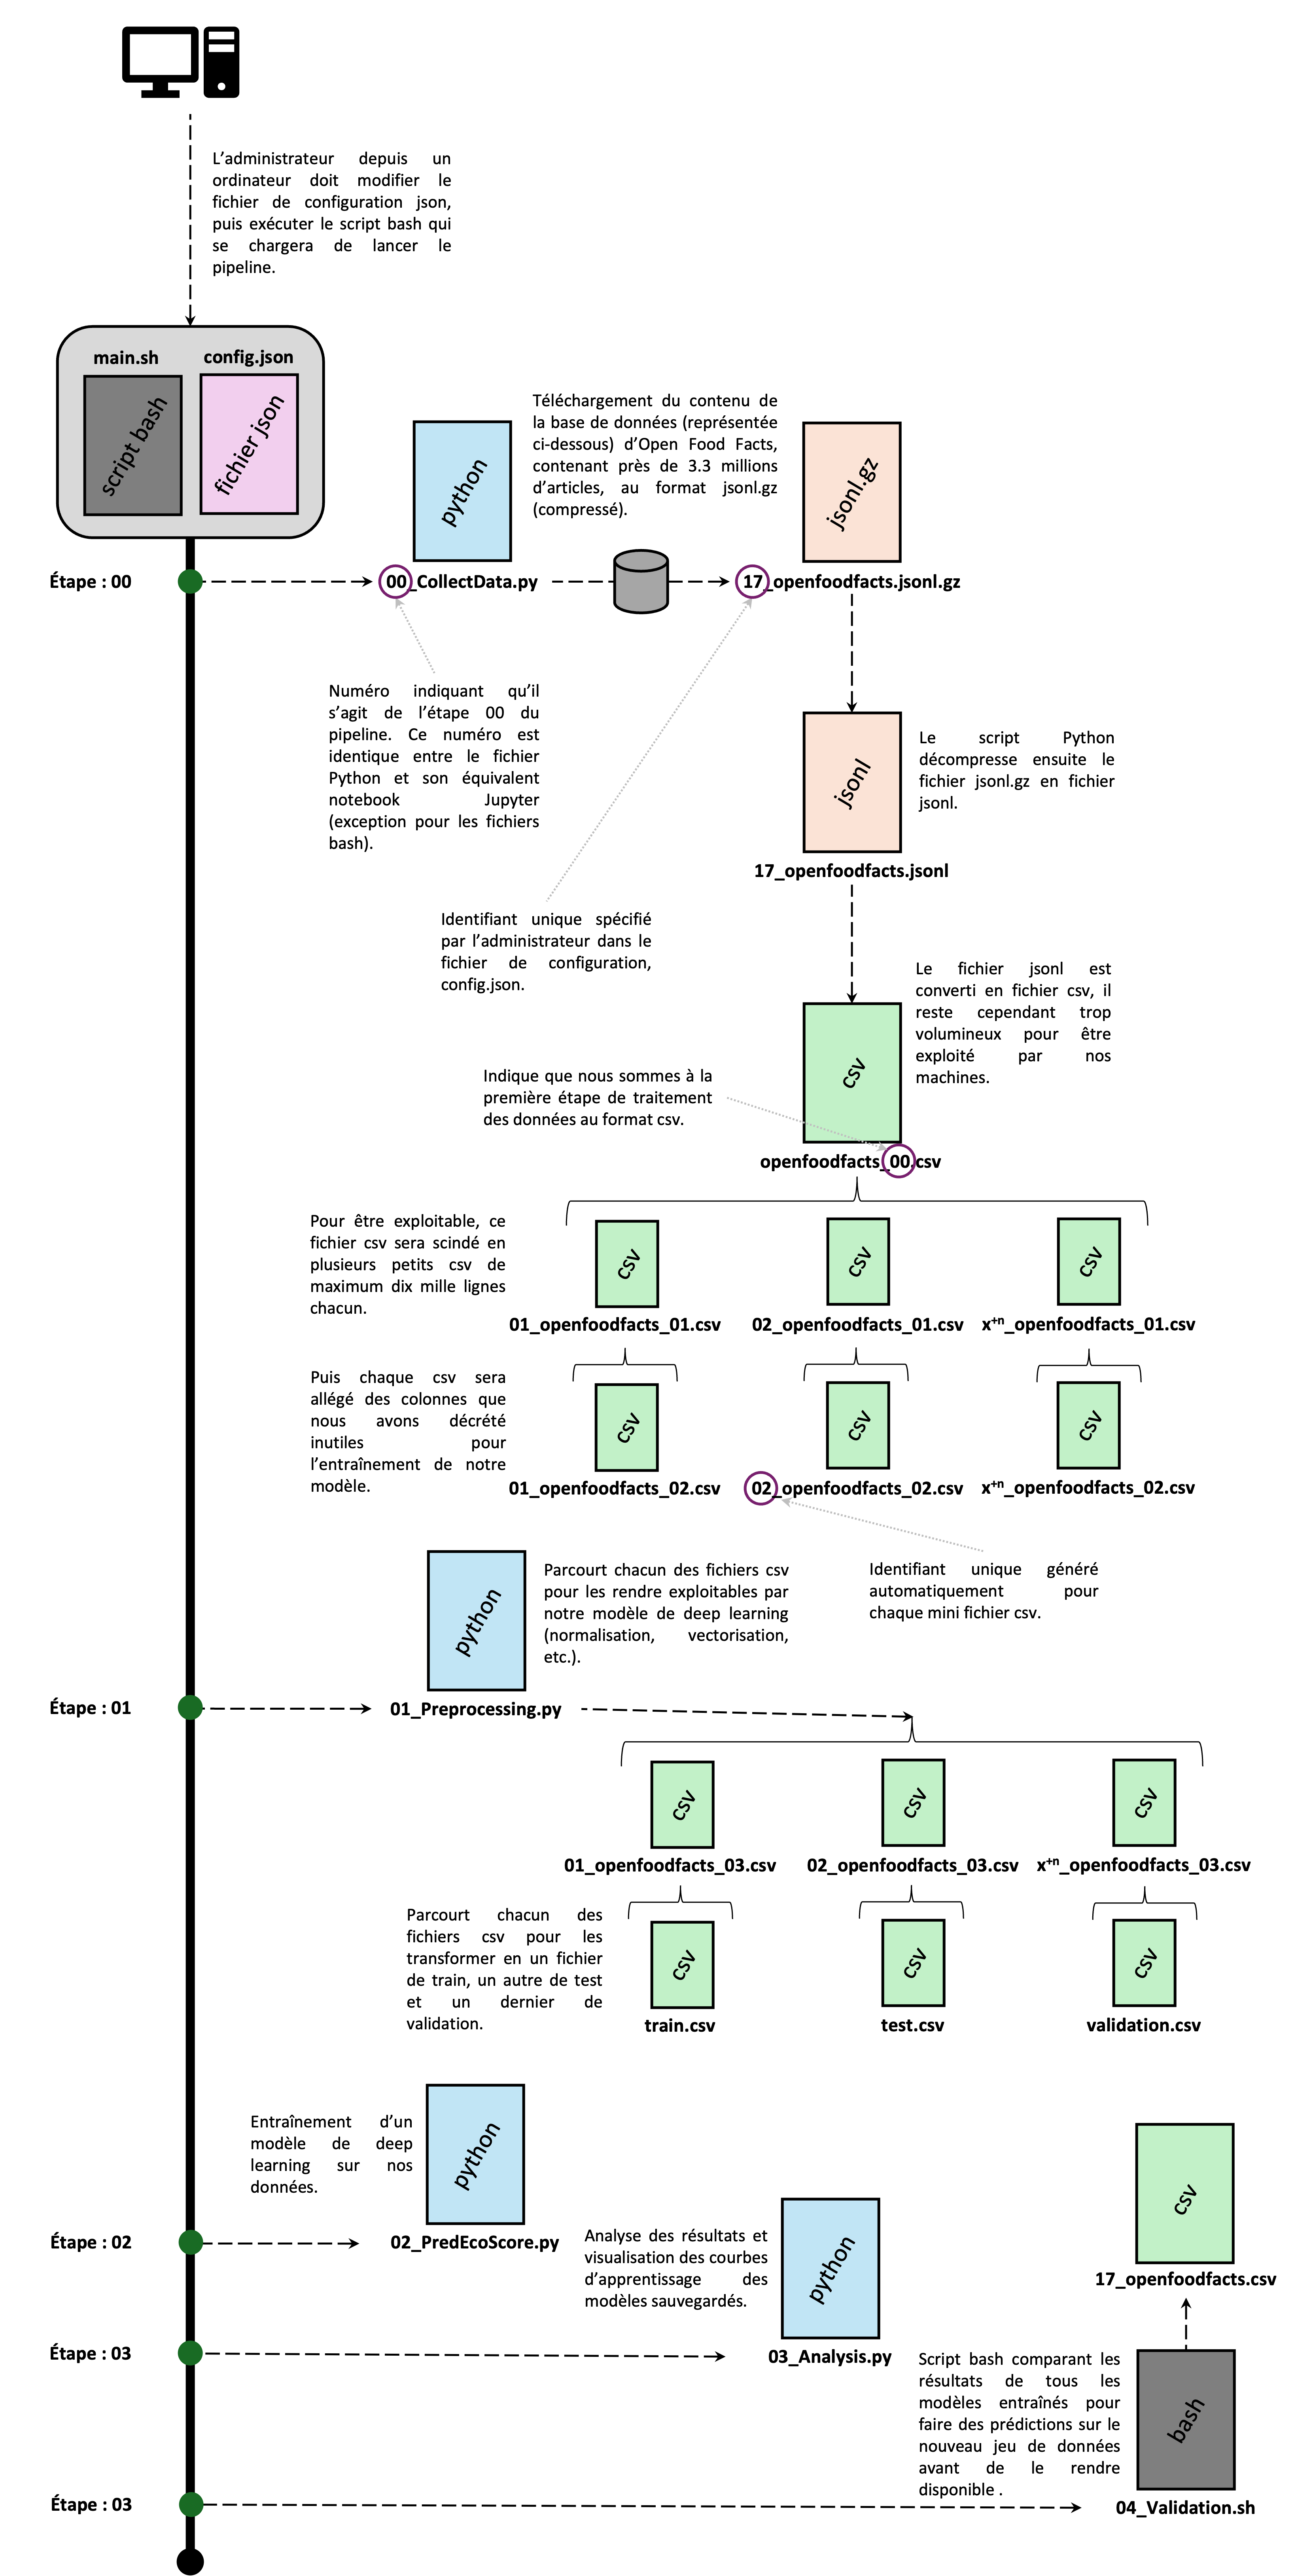 L’administrateur depuis un
ordinateur doit modifier le
fichier de configuration json,
puis exécuter le script bash qui
se chargera de lancer le
pipeline.
main.sh
config.json
script bash
fichier json
python
Téléchargement du contenu de
la base de données (représentée
ci-dessous) d’Open Food Facts,
contenant près de 3.3 millions
d’articles, au format jsonl.gz
(compressé).
jsonl.gz
Étape : 00
00_CollectData.py
17_openfoodfacts.jsonl.gz
Numéro indiquant qu’il
s’agit de l’étape 00 du
pipeline. Ce numéro est
identique entre le fichier
Python et son équivalent
notebook Jupyter
(exception pour les fichiers
bash).
jsonl
Le script Python
décompresse ensuite le
fichier jsonl.gz en fichier
jsonl.
17_openfoodfacts.jsonl
Identifiant unique spécifié
par l’administrateur dans le
fichier de configuration,
config.json.
Le fichier jsonl est
converti en fichier csv, il
reste cependant trop
volumineux pour être
exploité par nos
machines.
csv
Indique que nous sommes à la
première étape de traitement
des données au format csv.
openfoodfacts_00.csv
Pour être exploitable, ce
fichier csv sera scindé en
plusieurs petits csv de
maximum dix mille lignes
chacun.
csv
csv
csv
01_openfoodfacts_01.csv
02_openfoodfacts_01.csv
x⁺ⁿ_openfoodfacts_01.csv
Puis chaque csv sera
allégé des colonnes que
nous avons décrété
inutiles pour
l’entraînement de notre
modèle.
csv
csv
csv
01_openfoodfacts_02.csv
02_openfoodfacts_02.csv
x⁺ⁿ_openfoodfacts_02.csv
python
Parcourt chacun des fichiers csv
pour les rendre exploitables par
notre modèle de deep learning
(normalisation, vectorisation,
etc.).
Identifiant unique généré
automatiquement pour
chaque mini fichier csv.
Étape : 01
01_Preprocessing.py
csv
csv
csv
01_openfoodfacts_03.csv
02_openfoodfacts_03.csv
x⁺ⁿ_openfoodfacts_03.csv
Parcourt chacun des
fichiers csv pour les
transformer en un fichier
de train, un autre de test
et un dernier de
validation.
csv
csv
csv
train.csv
test.csv
validation.csv
Entraînement d’un
modèle de deep
learning sur nos
données.
python
Étape : 02
02_PredEcoScore.py
Analyse des résultats et
visualisation des courbes
d’apprentissage des
modèles sauvegardés.
python
csv
17_openfoodfacts.csv
Étape : 03
03_Analysis.py
Script bash comparant les
résultats de tous les
modèles entraînés pour
faire des prédictions sur le
nouveau jeu de données
avant de le rendre
disponible .
bash
Étape : 03
04_Validation.sh